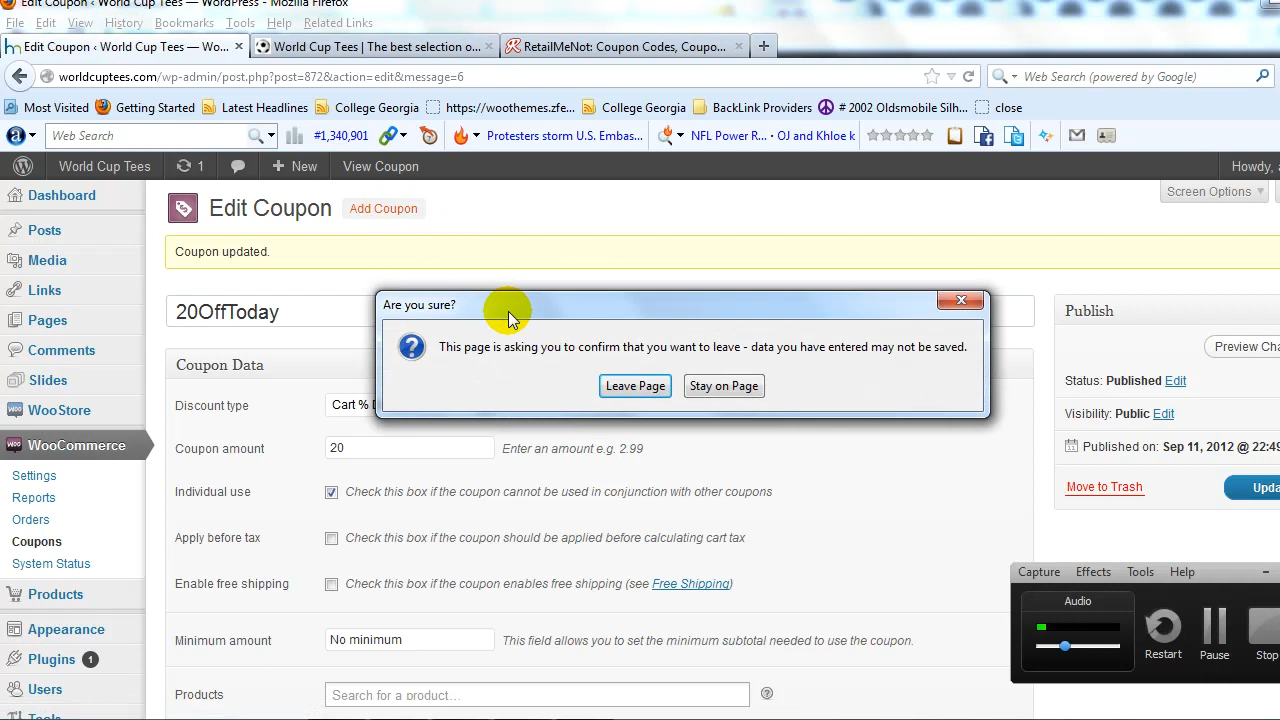 Edit Coupon ‹ World Cup Tees — WordPress - Mozilla Firefox
File Edit View History Bookmarks Tools Help Related Links
Edit Coupon ‹ World Cup Tees — Wo... × World Cup Tees | The best selection o... × RetailMeNot: Coupon Codes, Coupo... × +
worldcuptees.com/wp-admin/post.php?post=872&action=edit&message=6 Web Search (powered by Google)
Most Visited Getting Started Latest Headlines College Georgia https://woothemes.zfe... College Georgia BackLink Providers # 2002 Oldsmobile Silh... close
a Web Search #1,340,901 Protesters storm U.S. Embas... NFL Power R... • OJ and Khloe k
World Cup Tees 1 + New View Coupon Howdy,
Dashboard
Posts
Media
Links
Pages
Comments
Slides
WooStore
WooCommerce
Settings
Reports
Orders
Coupons
System Status
Products
Appearance
Plugins 1
Users
Tools
Screen Options
Edit Coupon Add Coupon
Coupon updated.
20OffToday
Are you sure?
This page is asking you to confirm that you want to leave - data you have entered may not be saved.
Leave Page Stay on Page
Coupon Data
Discount type Cart %
Coupon amount 20 Enter an amount e.g. 2.99
Individual use Check this box if the coupon cannot be used in conjunction with other coupons
Apply before tax Check this box if the coupon should be applied before calculating cart tax
Enable free shipping Check this box if the coupon enables free shipping (see Free Shipping)
Minimum amount No minimum This field allows you to set the minimum subtotal needed to use the coupon.
Products Search for a product…
Publish
Preview Cha
Status: Published Edit
Visibility: Public Edit
Published on: Sep 11, 2012 @ 22:49
Move to Trash Upda
Capture Effects Tools Help
Audio
Restart Pause Stop